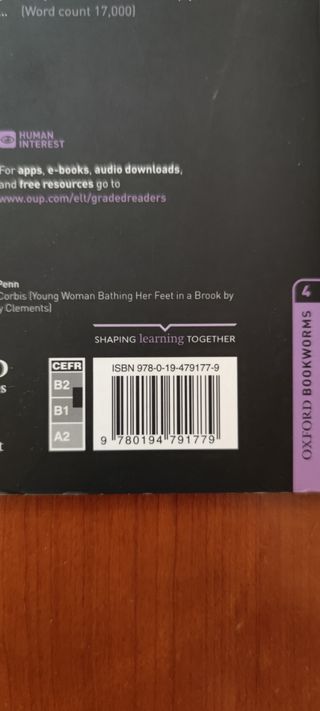 ... (Word count 17,000)
HUMAN
INTEREST
For apps, e-books, audio downloads,
and free resources go to
www.oup.com/elt/gradedreaders
Penn
Corbis (Young Woman Bathing Her Feet in a Brook by
y Clements)
SHAPING learning TOGETHER
CEFR
B2
B1
A2
ISBN 978-0-19-479177-9
9 780194 791779
4
OXFORD BOOKWORMS